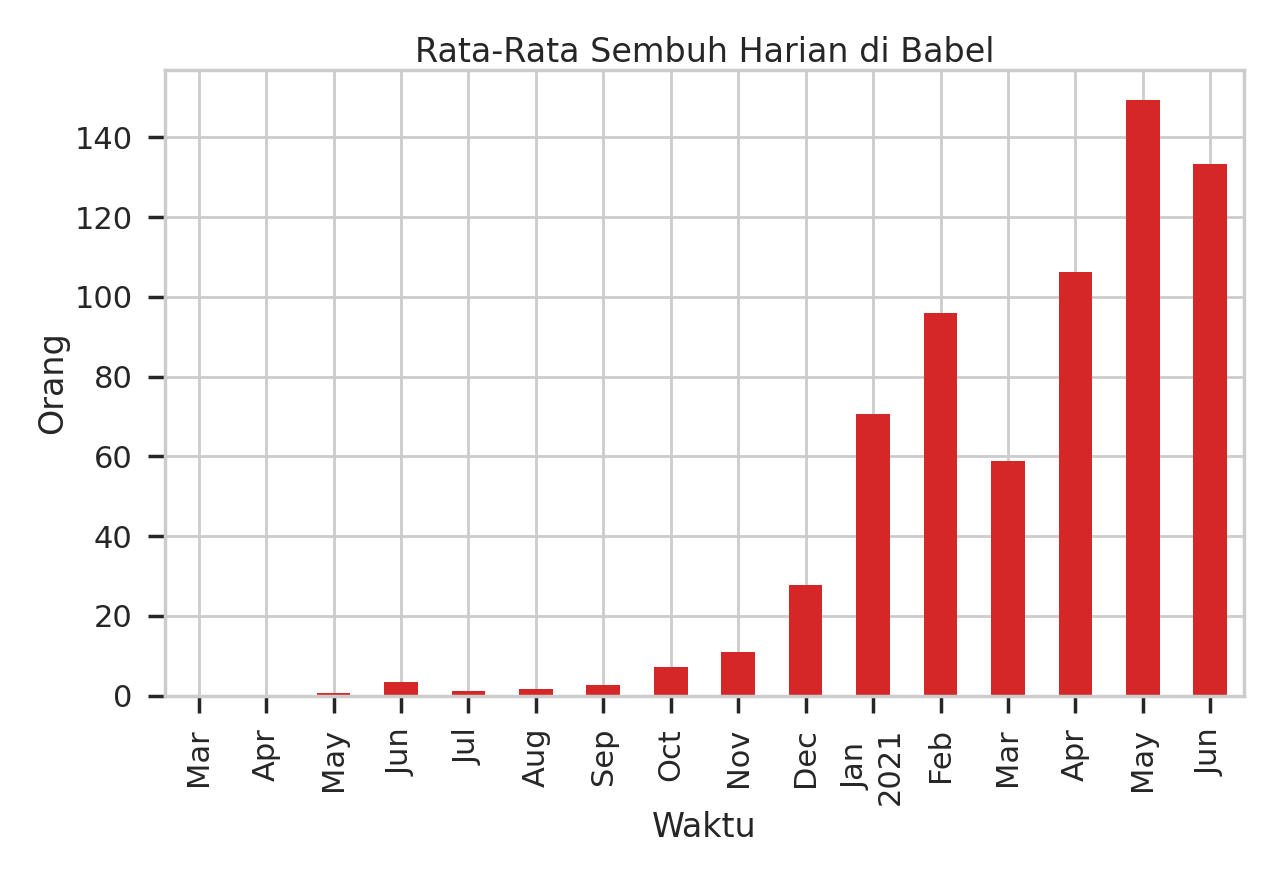 Rata-Rata Sembuh Harian di Babel
140
120
100
80
60
40
20
0
Orang
Mar
Apr
May
Jun
Jul
Aug
Sep
Oct
Nov
Dec
Jan
2021
Feb
Mar
Apr
May
Jun
Waktu